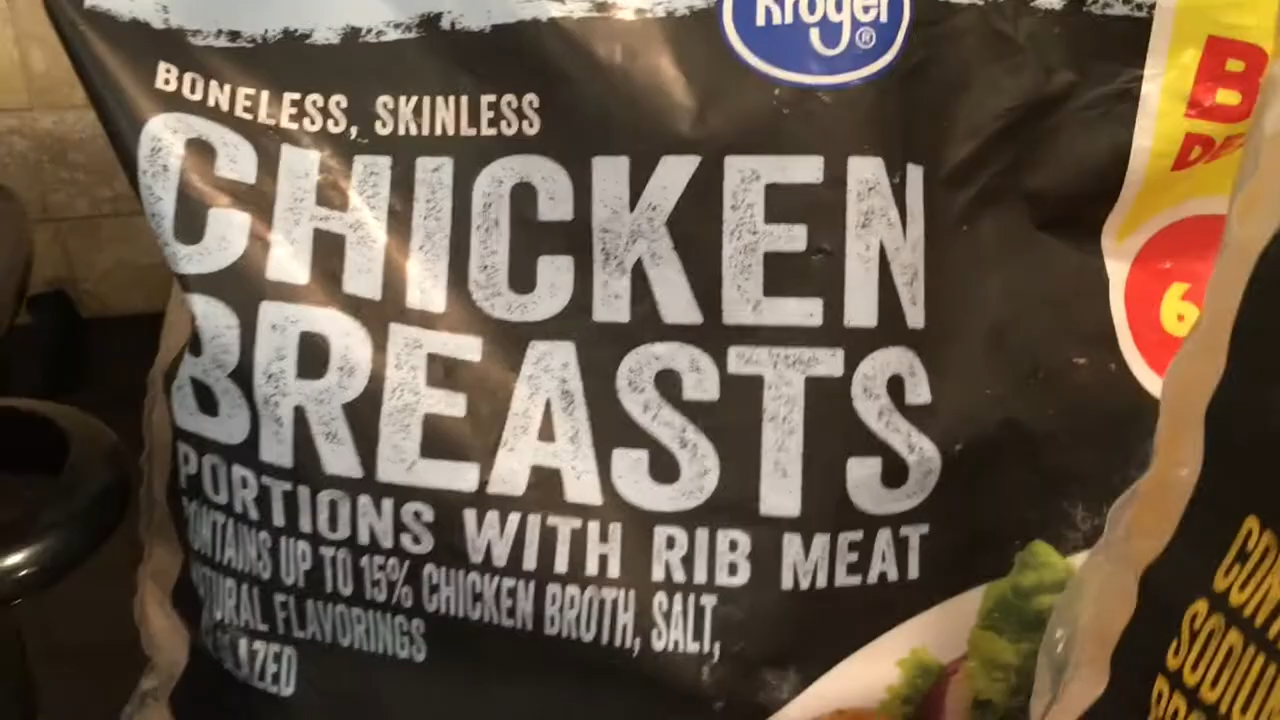 Kroger®
BONELESS, SKINLESS
CHICKEN
BREASTS
PORTIONS WITH RIB MEAT
CONTAINS UP TO 15% CHICKEN BROTH, SALT,
NATURAL FLAVORINGS
6
SODIUM